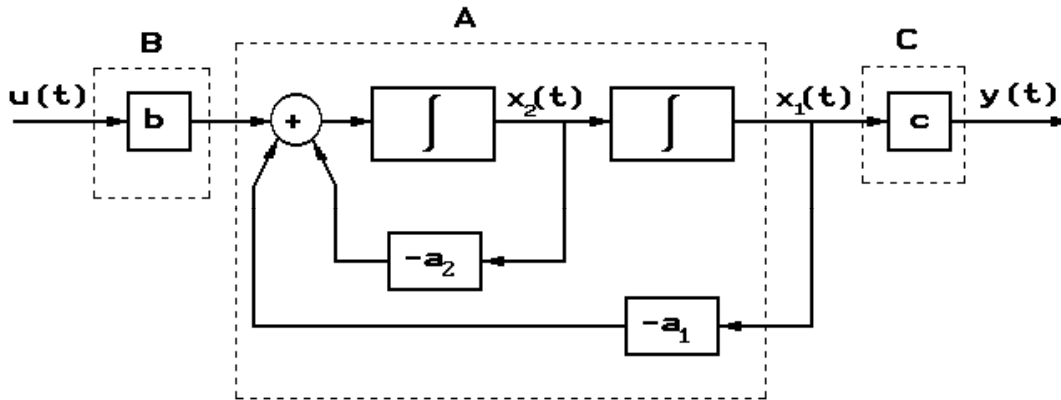 A
B
C
u(t)
b
+
∫
x₂(t)
∫
x₁(t)
c
y(t)
-a₂
-a₁